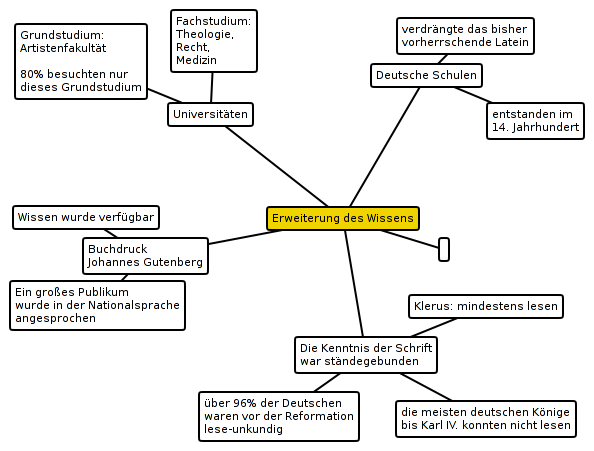 Grundstudium:
Artistenfakultät
80% besuchten nur
dieses Grundstudium
Fachstudium:
Theologie,
Recht,
Medizin
Universitäten
verdrängte das bisher
vorherrschende Latein
Deutsche Schulen
entstanden im
14. Jahrhundert
Erweiterung des Wissens
Wissen wurde verfügbar
Buchdruck
Johannes Gutenberg
Ein großes Publikum
wurde in der Nationalsprache
angesprochen
Klerus: mindestens lesen
Die Kenntnis der Schrift
war ständegebunden
über 96% der Deutschen
waren vor der Reformation
lese-unkundig
die meisten deutschen Könige
bis Karl IV. konnten nicht lesen